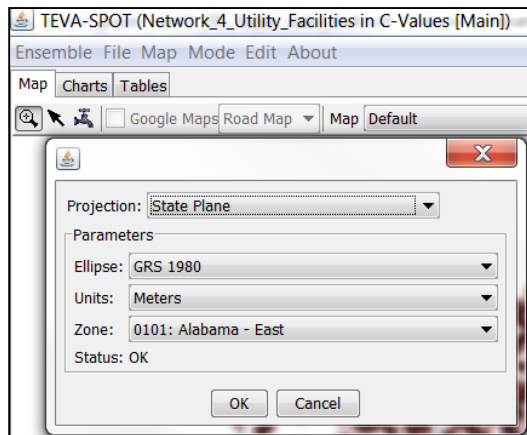 TEVA-SPOT (Network_4_Utility_Facilities in C-Values [Main])
Ensemble File Map Mode Edit About
Map Charts Tables
Google Maps Road Map Map Default
X
Projection: State Plane
Parameters
Ellipse: GRS 1980
Units: Meters
Zone: 0101: Alabama - East
Status: OK
OK Cancel